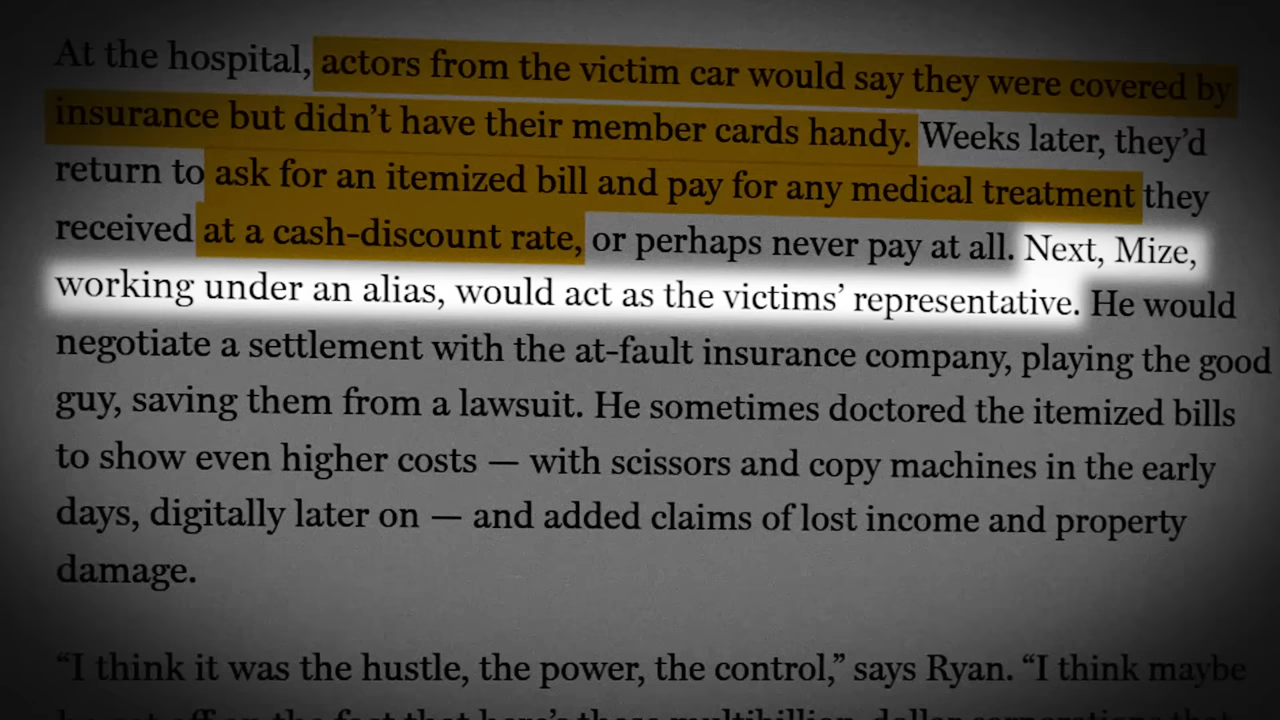 At the hospital, actors from the victim car would say they were covered by
insurance but didn’t have their member cards handy. Weeks later, they’d
return to ask for an itemized bill and pay for any medical treatment they
received at a cash-discount rate, or perhaps never pay at all. Next, Mize,
working under an alias, would act as the victims’ representative. He would
negotiate a settlement with the at-fault insurance company, playing the good
guy, saving them from a lawsuit. He sometimes doctored the itemized bills
to show even higher costs — with scissors and copy machines in the early
days, digitally later on — and added claims of lost income and property
damage.
“I think it was the hustle, the power, the control,” says Ryan. “I think maybe